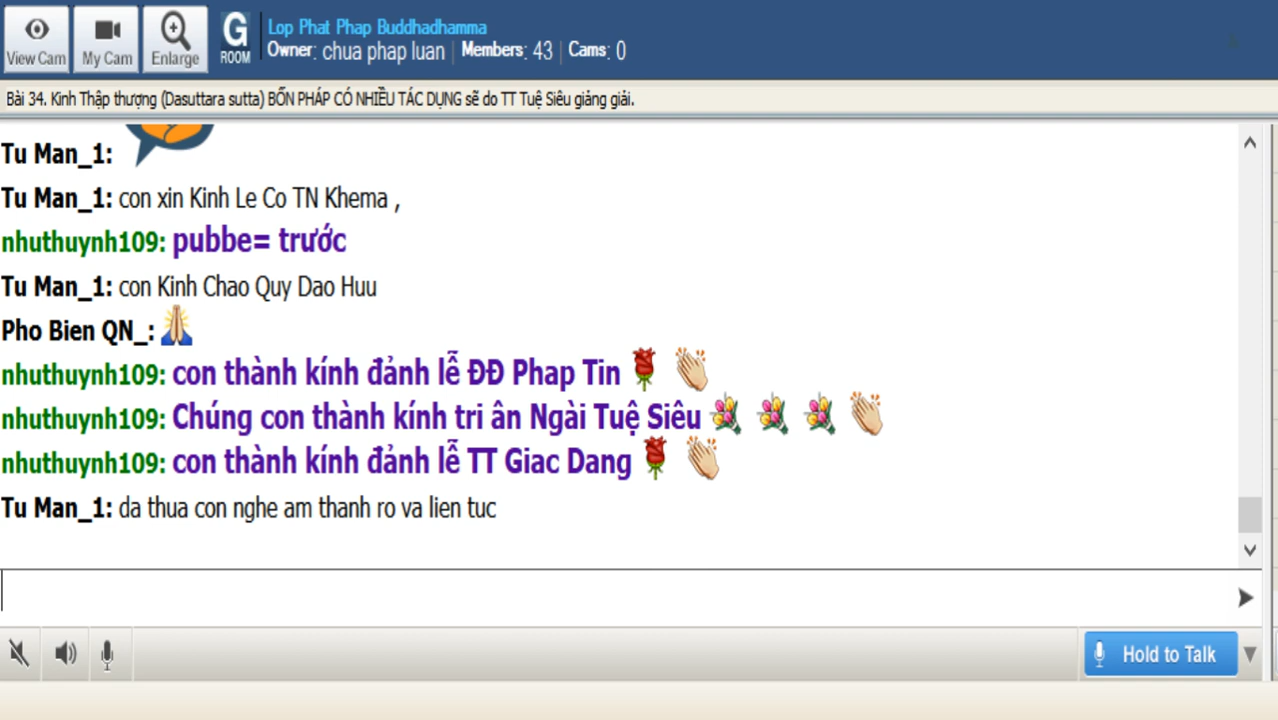 Lop Phat Phap Buddhadhamma
View Cam My Cam Enlarge G ROOM Owner: chua phap luan | Members: 43 | Cams: 0
Bài 34. Kinh Thập thượng (Dasuttara sutta) BỐN PHÁP CÓ NHIỀU TÁC DỤNG sẽ do TT Tuệ Siêu giảng giải.
Tu Man_1:
Tu Man_1: con xin Kinh Le Co TN Khema ,
nhuthuynh109: pubbe= trước
Tu Man_1: con Kinh Chao Quy Dao Huu
Pho Bien QN_:
nhuthuynh109: con thành kính đảnh lễ ĐĐ Phap Tin
nhuthuynh109: Chúng con thành kính tri ân Ngài Tuệ Siêu
nhuthuynh109: con thành kính đảnh lễ TT Giac Dang
Tu Man_1: da thua con nghe am thanh ro va lien tuc
Hold to Talk